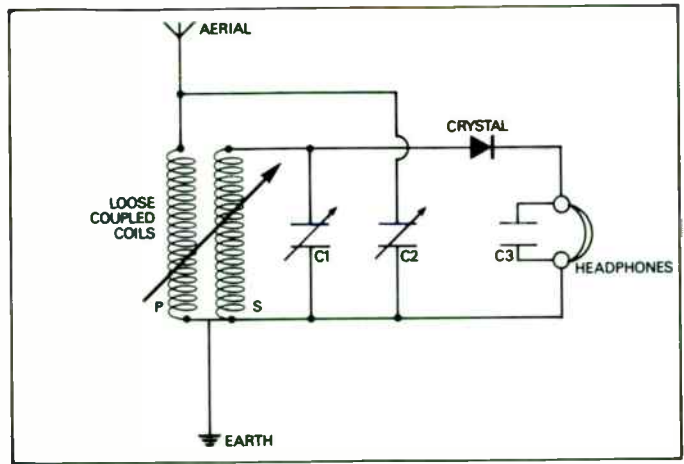 AERIAL
CRYSTAL
LOOSE
COUPLED
COILS
P
S
C1
C2
C3
HEADPHONES
EARTH